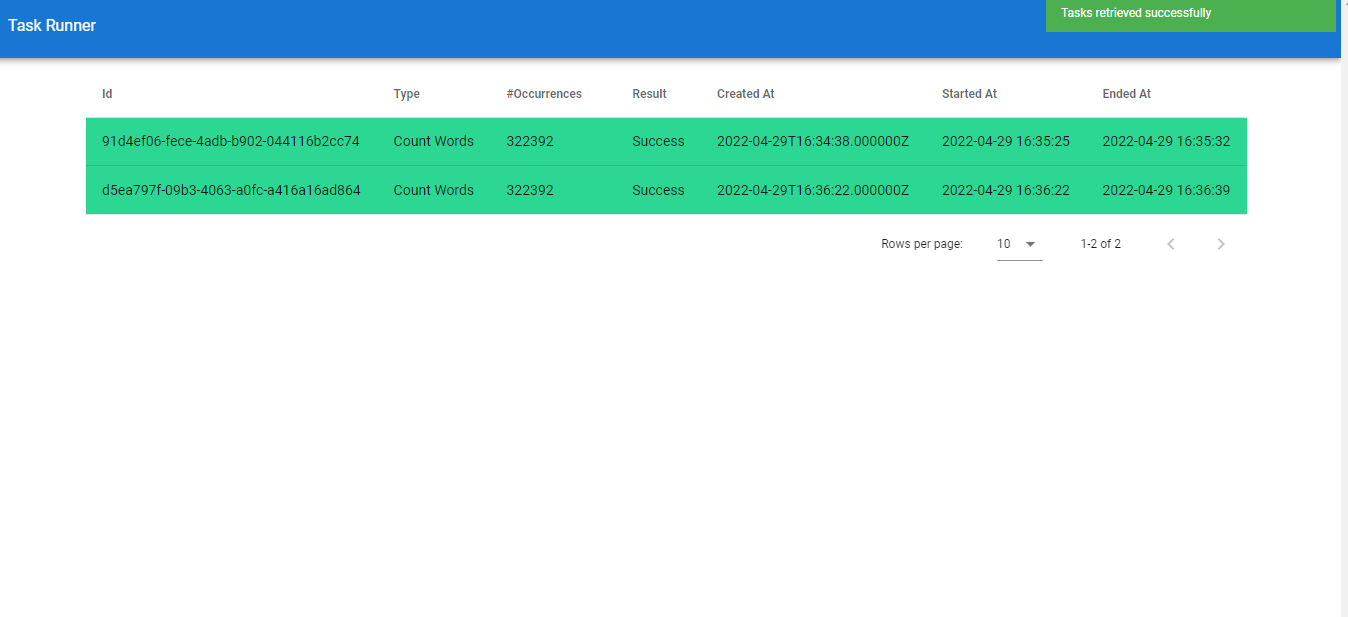 Task Runner
Tasks retrieved successfully
Id Type #Occurrences Result Created At Started At Ended At
91d4ef06-fece-4adb-b902-044116b2cc74 Count Words 322392 Success 2022-04-29T16:34:38.000000Z 2022-04-29 16:35:25 2022-04-29 16:35:32
d5ea797f-09b3-4063-a0fc-a416a16ad864 Count Words 322392 Success 2022-04-29T16:36:22.000000Z 2022-04-29 16:36:22 2022-04-29 16:36:39
Rows per page: 10 1-2 of 2